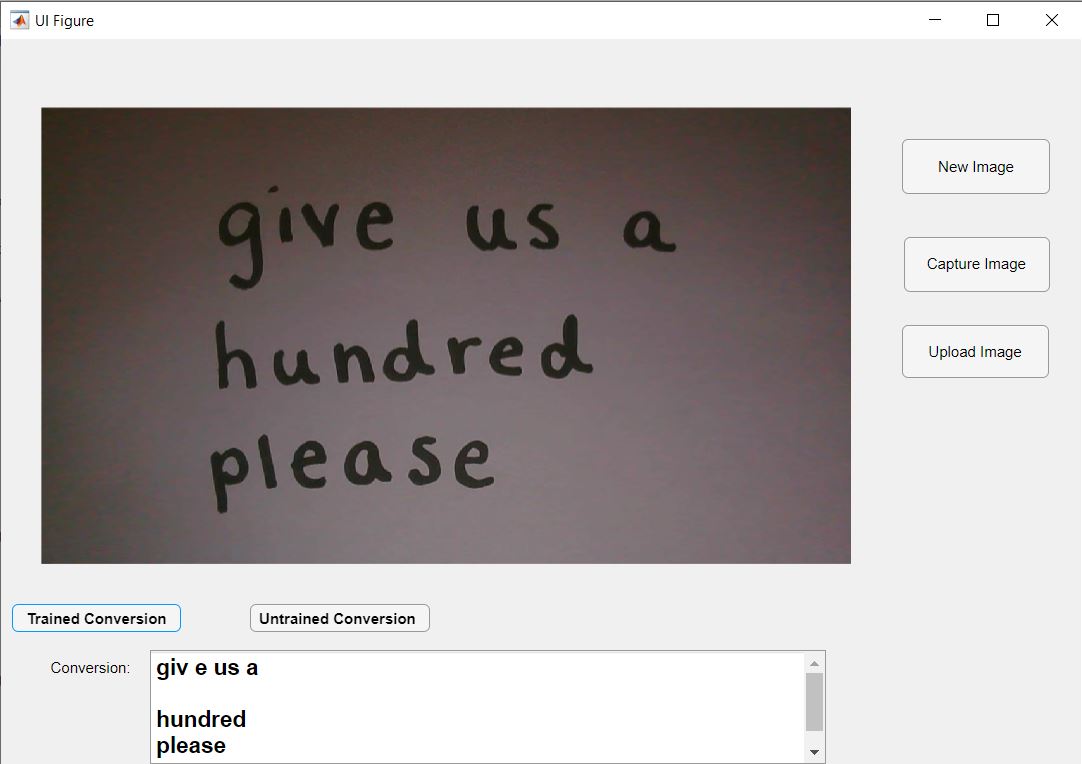 UI Figure
give us a
hundred
please
New Image
Capture Image
Upload Image
Trained Conversion
Untrained Conversion
Conversion:
giv e us a
hundred
please